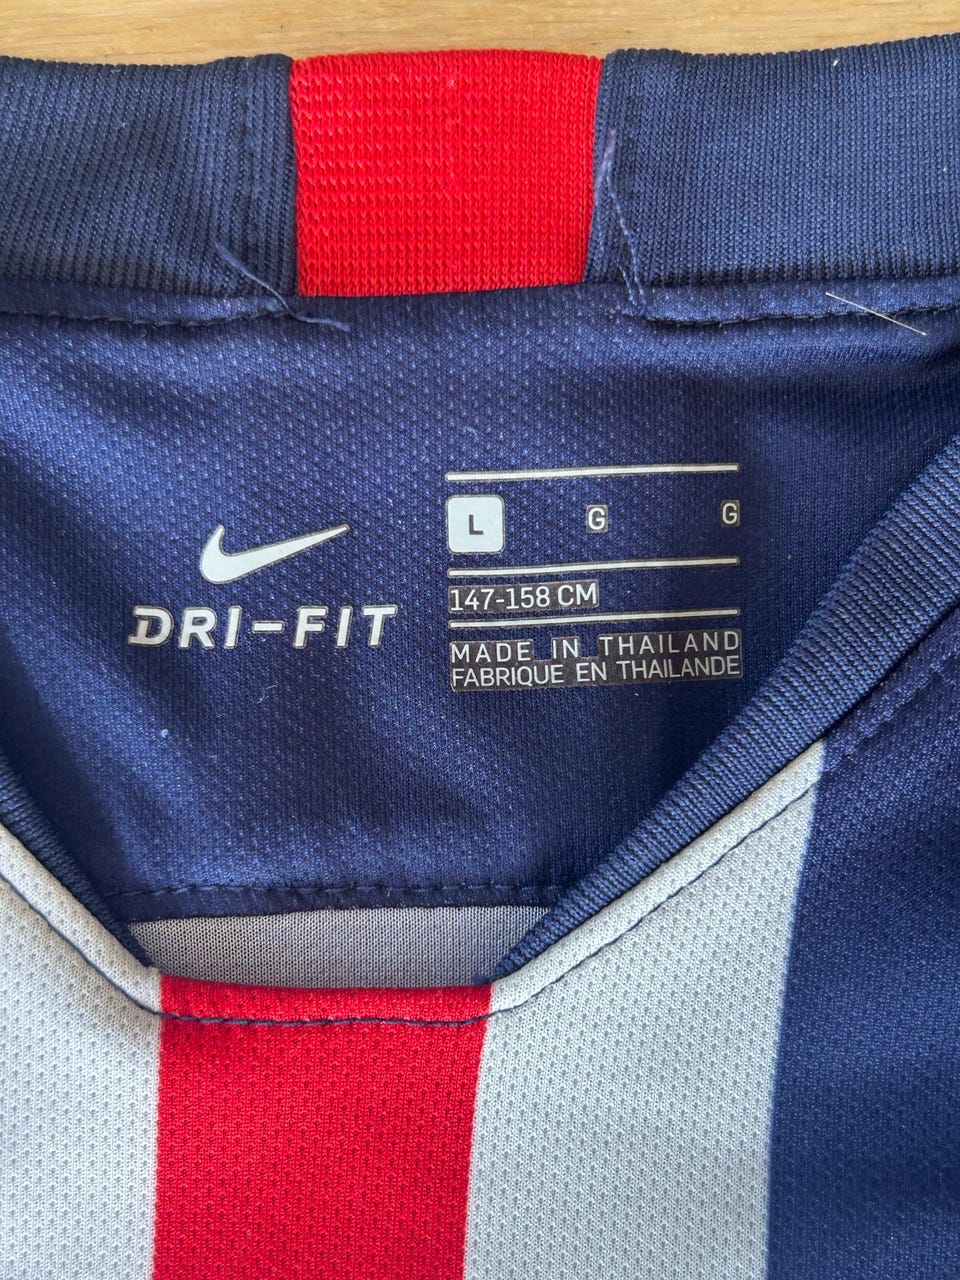 DRI-FIT
L G G
147-158 CM
MADE IN THAILAND
FABRIQUE EN THAILANDE